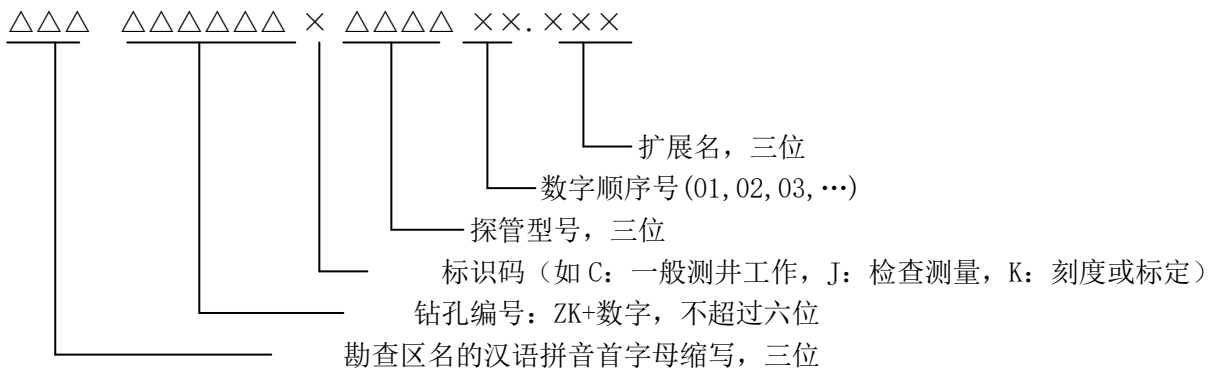 △△△ △△△△△△ × △△△△ ××.×××
扩展名，三位
数字顺序号(01,02,03,…)
探管型号，三位
标识码（如 C：一般测井工作，J：检查测量，K：刻度或标定）
钻孔编号：ZK+数字，不超过六位
勘查区名的汉语拼音首字母缩写，三位